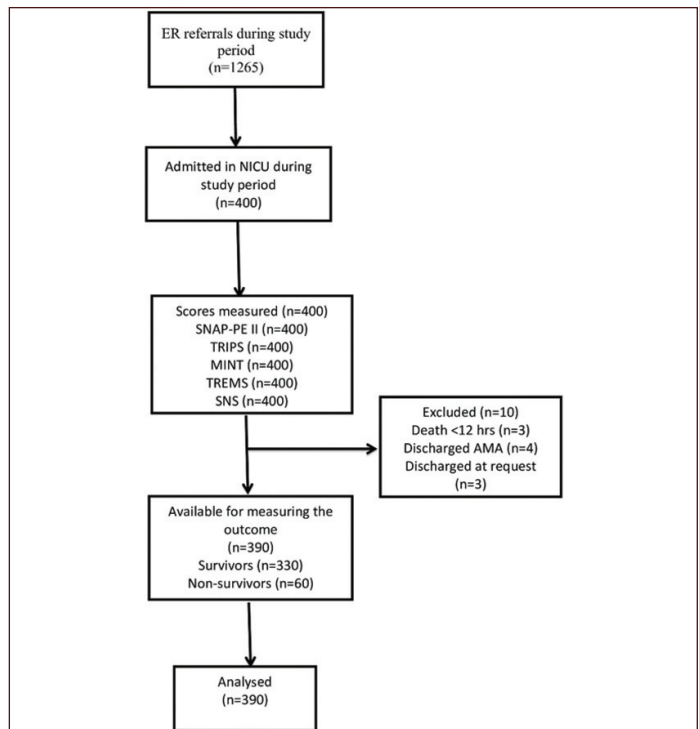 ER referrals during study
period
(n=1265)
Admitted in NICU during
study period
(n=400)
Scores measured (n=400)
SNAP-PE II (n=400)
TRIPS (n=400)
MINT (n=400)
TREMS (n=400)
SNS (n=400)
Excluded (n=10)
Death <12 hrs (n=3)
Discharged AMA (n=4)
Discharged at request
(n=3)
Available for measuring the
outcome
(n=390)
Survivors (n=330)
Non-survivors (n=60)
Analysed
(n=390)